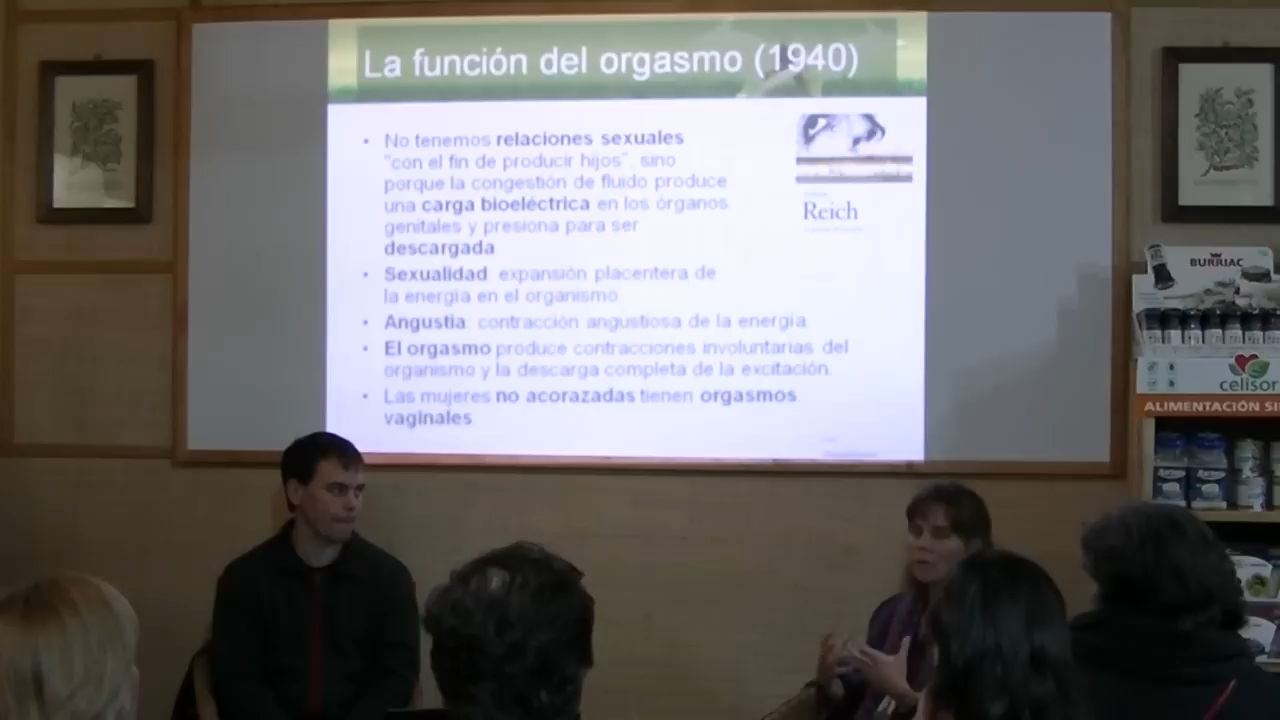 La función del orgasmo (1940)
• No tenemos relaciones sexuales
"con el fin de producir hijos", sino
porque la congestión de fluido produce
una carga bioeléctrica en los órganos
genitales y presiona para ser
descargada
• Sexualidad expansión placentera de
la energía en el organismo
• Angustia: contracción angustiosa de la energía
• El orgasmo produce contracciones involuntarias del
organismo y la descarga completa de la excitación.
• Las mujeres no acorazadas tienen orgasmos
vaginales
Reich
BURRIAC
celisor
ALIMENTACIÓN SI